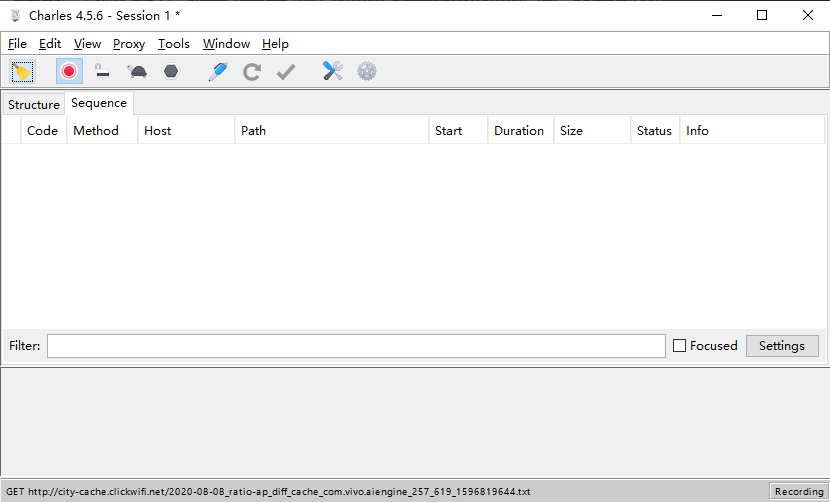 Charles 4.5.6 - Session 1 *
File Edit View Proxy Tools Window Help
Structure Sequence
Code Method Host Path Start Duration Size Status Info
Filter: Focused Settings
GET http://city-cache.clickwifi.net/2020-08-08_ratio-ap_diff_cache_com.vivo.aiengine_257_619_1596819644.txt Recording